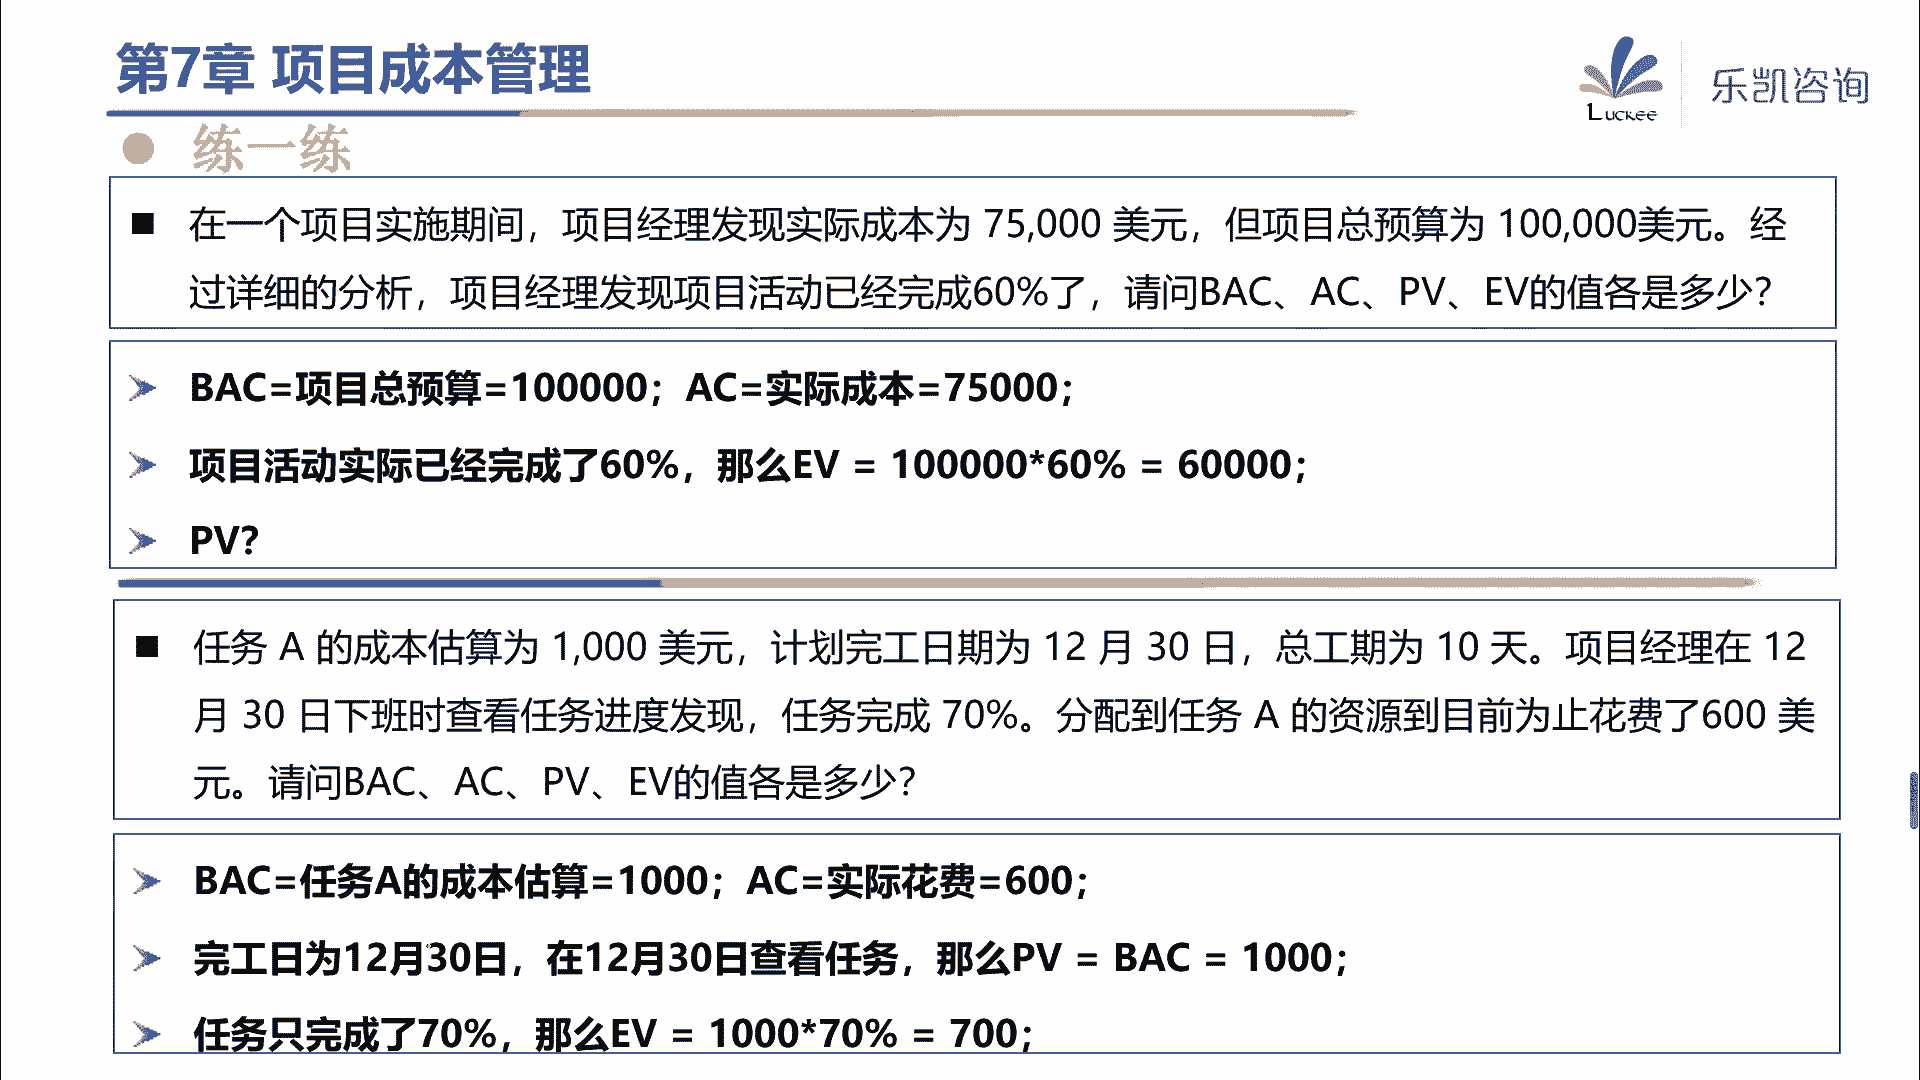 第7章 项目成本管理
Luckee
乐凯咨询
练一练
在一个项目实施期间，项目经理发现实际成本为 75,000 美元，但项目总预算为 100,000美元。经
过详细的分析，项目经理发现项目活动已经完成60%了，请问BAC、AC、PV、EV的值各是多少？
BAC=项目总预算=100000；AC=实际成本=75000；
项目活动实际已经完成了60%，那么EV = 100000*60% = 60000；
PV？
任务 A 的成本估算为 1,000 美元，计划完工日期为 12 月 30 日，总工期为 10 天。项目经理在 12
月 30 日下班时查看任务进度发现，任务完成 70%。分配到任务 A 的资源到目前为止花费了600 美
元。请问BAC、AC、PV、EV的值各是多少？
BAC=任务A的成本估算=1000；AC=实际花费=600；
完工日为12月30日，在12月30日查看任务，那么PV = BAC = 1000；
任务只完成了70%，那么EV = 1000*70% = 700；